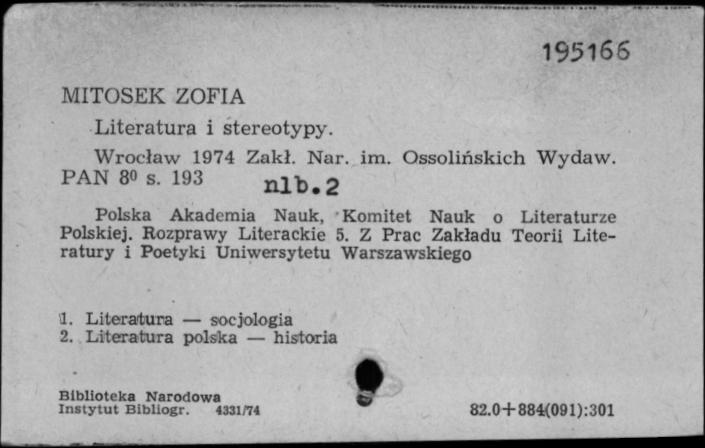 195166
MITOSEK ZOFIA
Literatura i stereotypy.
Wrocław 1974 Zakł. Nar. im. Ossolińskich Wydaw.
PAN 8⁰ s. 193 nlb.2
Polska Akademia Nauk, Komitet Nauk o Literaturze
Polskiej. Rozprawy Literackie 5. Z Prac Zakładu Teorii Lite-
ratury i Poetyki Uniwersytetu Warszawskiego
1. Literatura — socjologia
2. Literatura polska — historia
Biblioteka Narodowa
Instytut Bibliogr. 4331/74 82.0+884(091):301